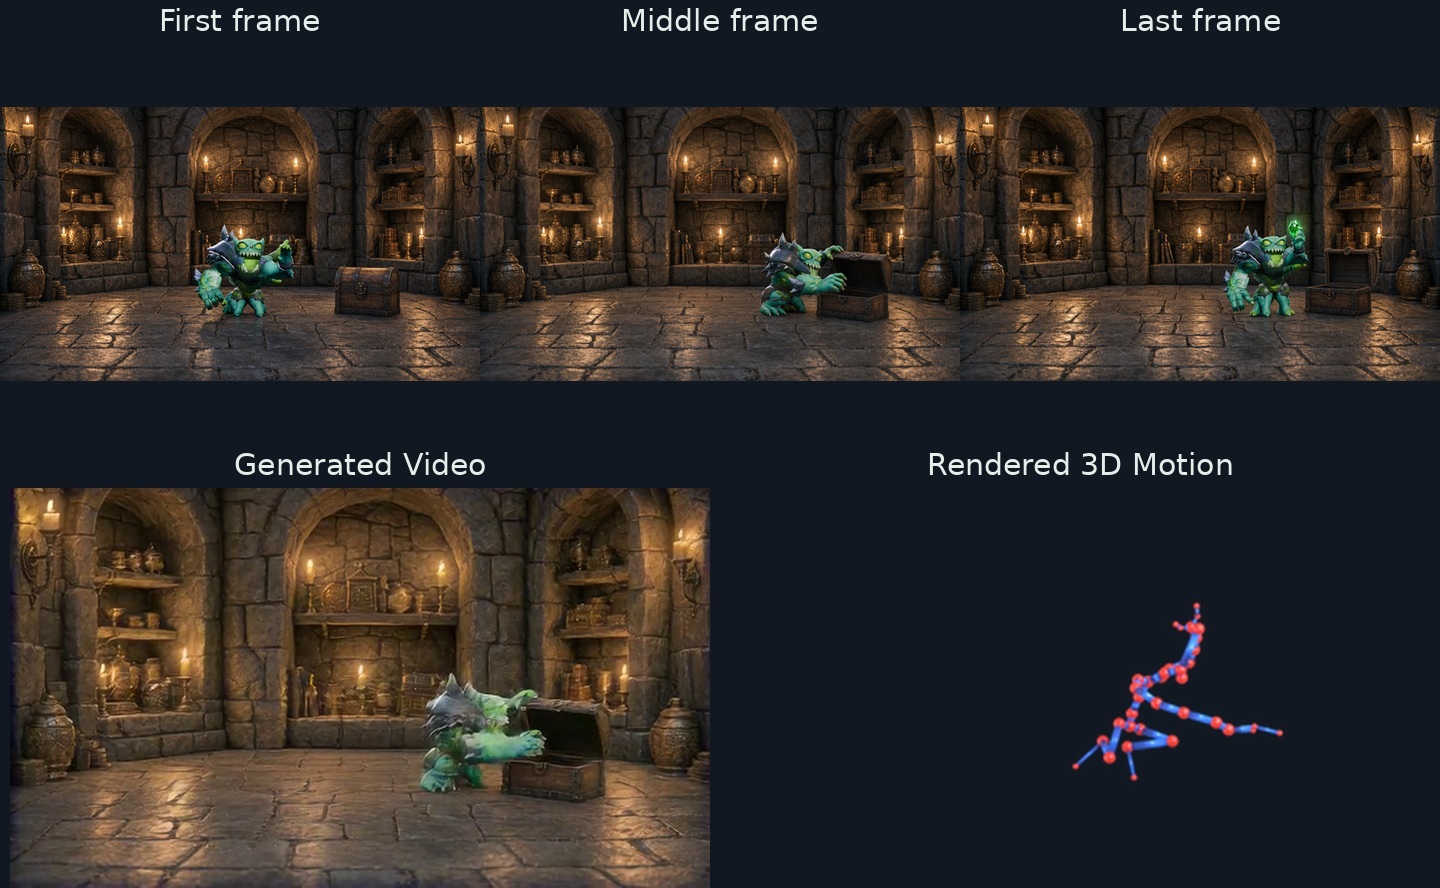 First frame
Middle frame
Last frame
Generated Video
Rendered 3D Motion